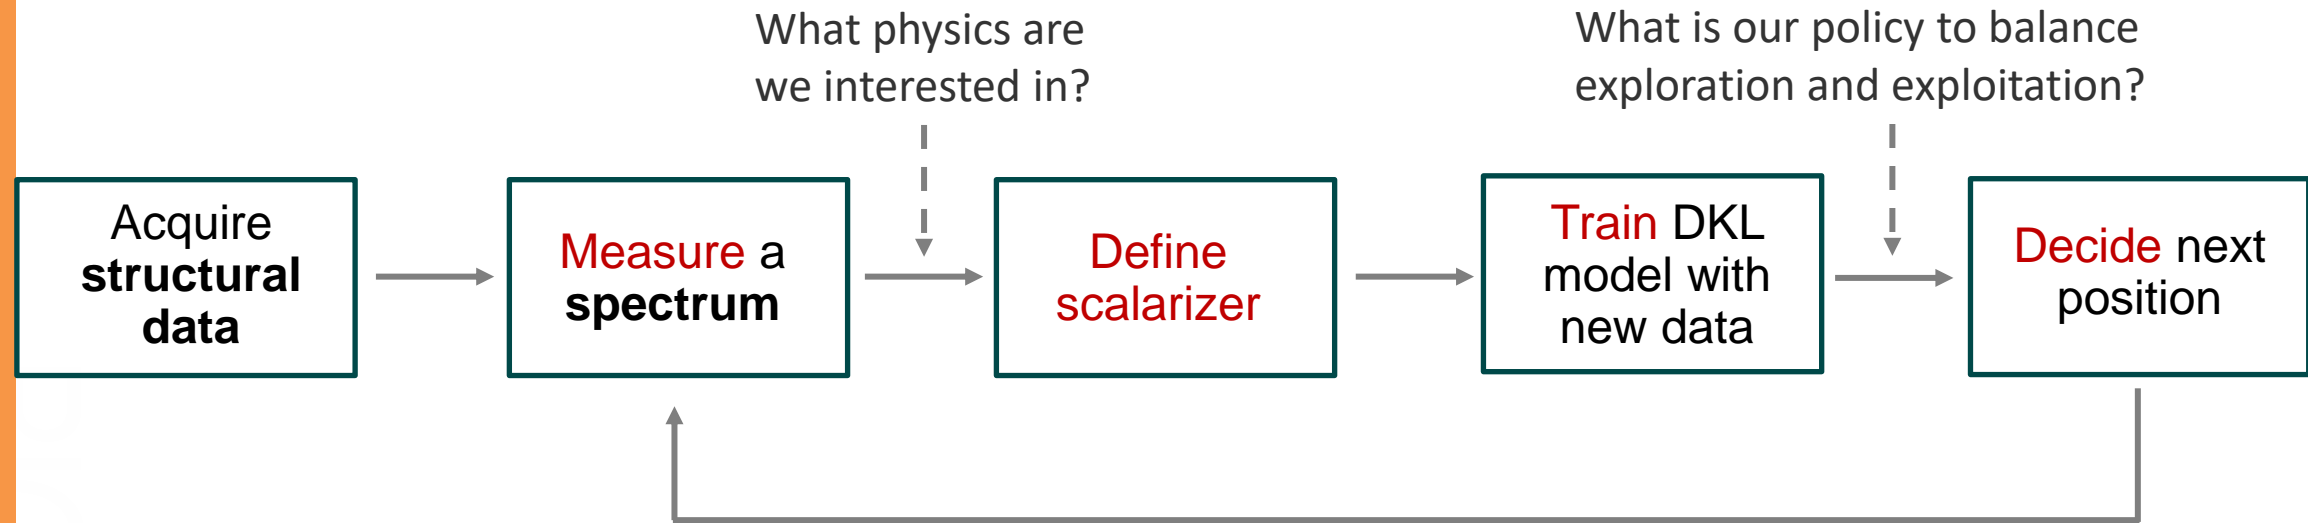 What physics are
we interested in?
What is our policy to balance
exploration and exploitation?
Acquire
structural
data
Measure a
spectrum
Define
scalarizer
Train DKL
model with
new data
Decide next
position